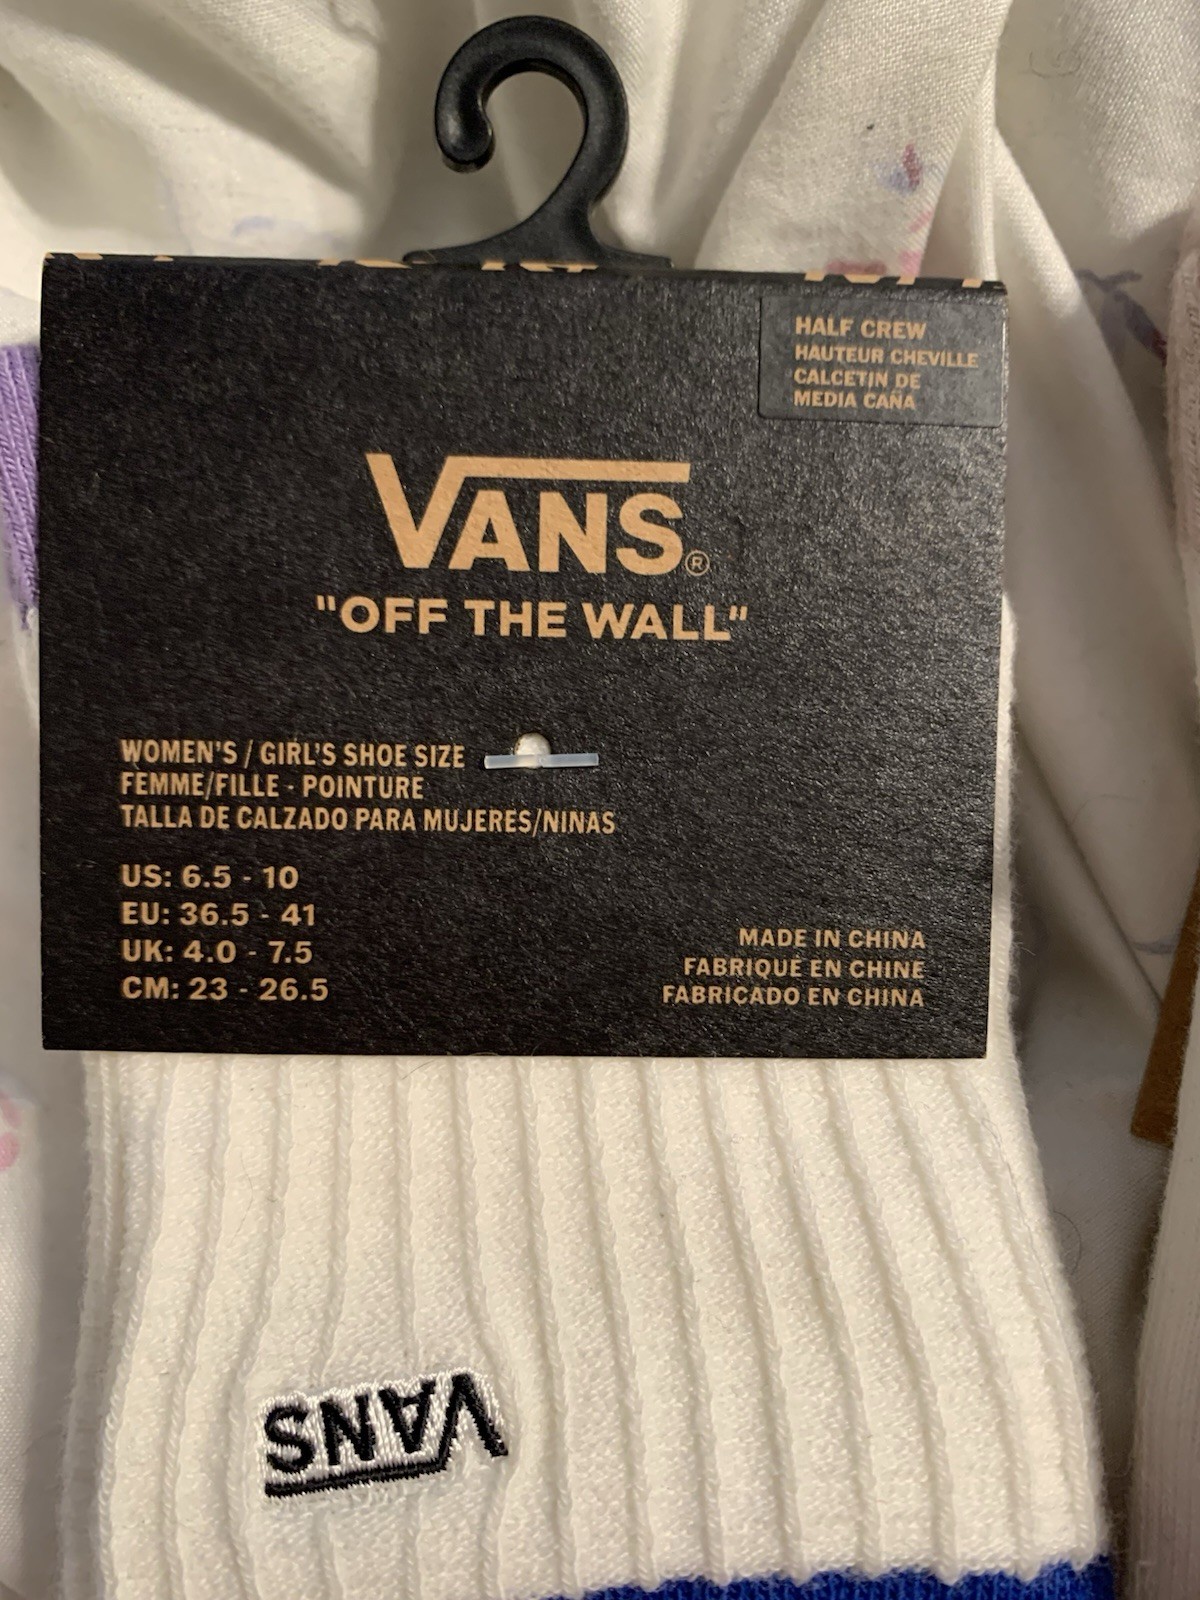 HALF CREW
HAUTEUR CHEVILLE
CALCETIN DE
MEDIA CAÑA
VANS®
"OFF THE WALL"
WOMEN'S / GIRL'S SHOE SIZE
FEMME/FILLE - POINTURE
TALLA DE CALZADO PARA MUJERES/NINAS
US: 6.5 - 10
EU: 36.5 - 41
UK: 4.0 - 7.5
CM: 23 - 26.5
MADE IN CHINA
FABRIQUÉ EN CHINE
FABRICADO EN CHINA
VANS